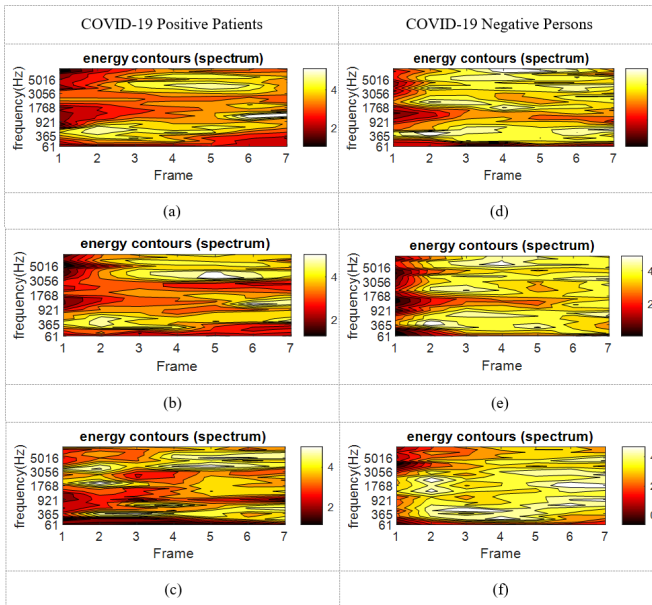 COVID-19 Positive Patients
COVID-19 Negative Persons
energy contours (spectrum)
frequency(Hz)
5016
3056
1768
921
365
61
1 2 3 4 5 6 7
Frame
4
2
(a)
energy contours (spectrum)
frequency(Hz)
5016
3056
1768
921
365
61
1 2 3 4 5 6 7
Frame
(d)
energy contours (spectrum)
frequency(Hz)
5016
3056
1768
921
365
61
1 2 3 4 5 6 7
Frame
4
2
(b)
energy contours (spectrum)
frequency(Hz)
5016
3056
1768
921
365
61
1 2 3 4 5 6 7
Frame
4
2
(e)
energy contours (spectrum)
frequency(Hz)
5016
3056
1768
921
365
61
1 2 3 4 5 6 7
Frame
4
2
(c)
energy contours (spectrum)
frequency(Hz)
5016
3056
1768
921
365
61
1 2 3 4 5 6 7
Frame
4
2
(f)